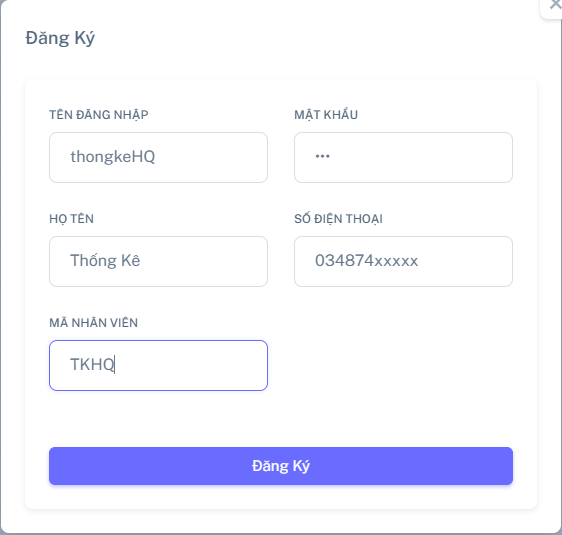 Đăng Ký
TÊN ĐĂNG NHẬP
MẬT KHẨU
thongkeHQ
•••
HỌ TÊN
SỐ ĐIỆN THOẠI
Thống Kê
034874xxxxx
MÃ NHÂN VIÊN
TKHQ
Đăng Ký